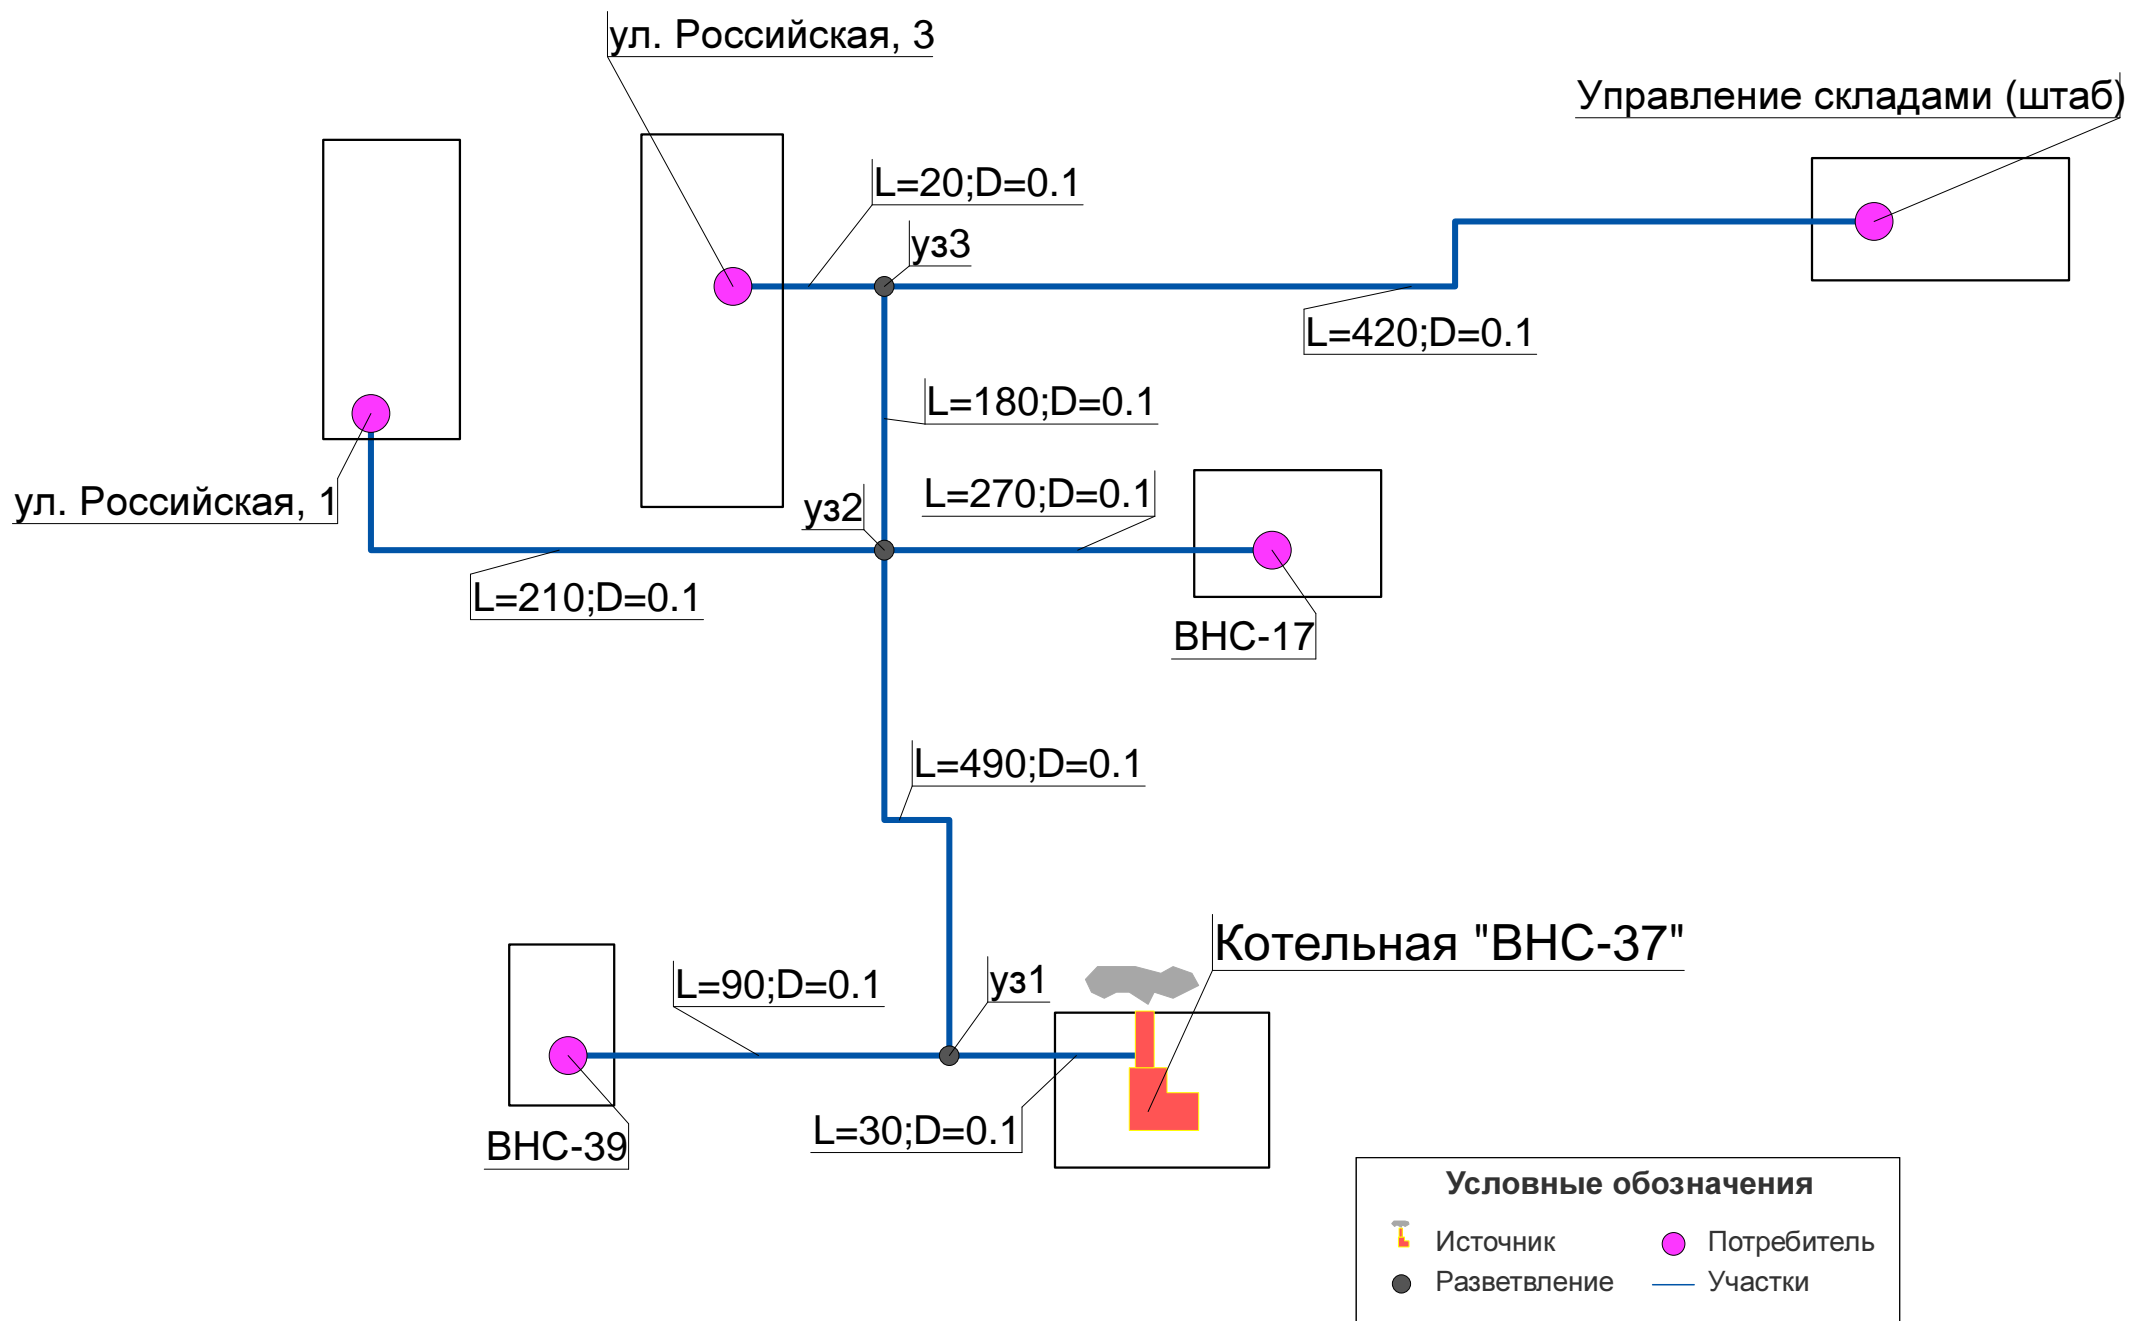 ул. Российская, 3
Управление складами (штаб)
L=20;D=0.1
уз3
L=420;D=0.1
L=180;D=0.1
L=270;D=0.1
ул. Российская, 1
уз2
L=210;D=0.1
ВНС-17
L=490;D=0.1
Котельная "ВНС-37"
L=90;D=0.1
уз1
L=30;D=0.1
ВНС-39
Условные обозначения
Источник
Потребитель
Разветвление
Участки